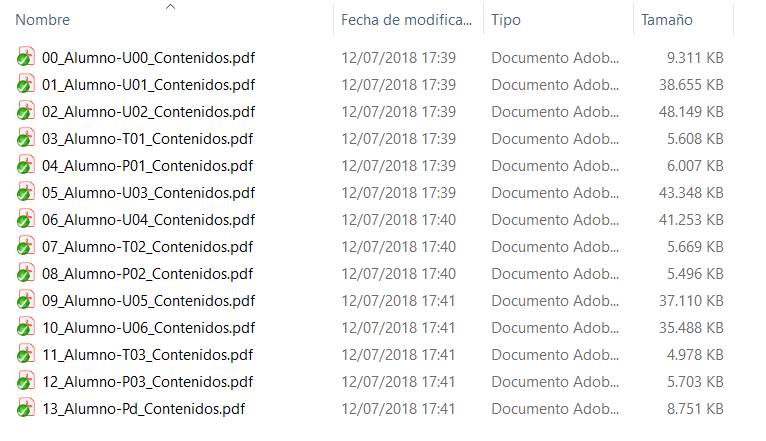 Nombre Fecha de modifica... Tipo Tamaño
00_Alumno-U00_Contenidos.pdf 12/07/2018 17:39 Documento Adob... 9.311 KB
01_Alumno-U01_Contenidos.pdf 12/07/2018 17:39 Documento Adob... 38.655 KB
02_Alumno-U02_Contenidos.pdf 12/07/2018 17:39 Documento Adob... 48.149 KB
03_Alumno-T01_Contenidos.pdf 12/07/2018 17:39 Documento Adob... 5.608 KB
04_Alumno-P01_Contenidos.pdf 12/07/2018 17:39 Documento Adob... 6.007 KB
05_Alumno-U03_Contenidos.pdf 12/07/2018 17:39 Documento Adob... 43.348 KB
06_Alumno-U04_Contenidos.pdf 12/07/2018 17:40 Documento Adob... 41.253 KB
07_Alumno-T02_Contenidos.pdf 12/07/2018 17:40 Documento Adob... 5.669 KB
08_Alumno-P02_Contenidos.pdf 12/07/2018 17:40 Documento Adob... 5.496 KB
09_Alumno-U05_Contenidos.pdf 12/07/2018 17:41 Documento Adob... 37.110 KB
10_Alumno-U06_Contenidos.pdf 12/07/2018 17:41 Documento Adob... 35.488 KB
11_Alumno-T03_Contenidos.pdf 12/07/2018 17:41 Documento Adob... 4.978 KB
12_Alumno-P03_Contenidos.pdf 12/07/2018 17:41 Documento Adob... 5.703 KB
13_Alumno-Pd_Contenidos.pdf 12/07/2018 17:41 Documento Adob... 8.751 KB